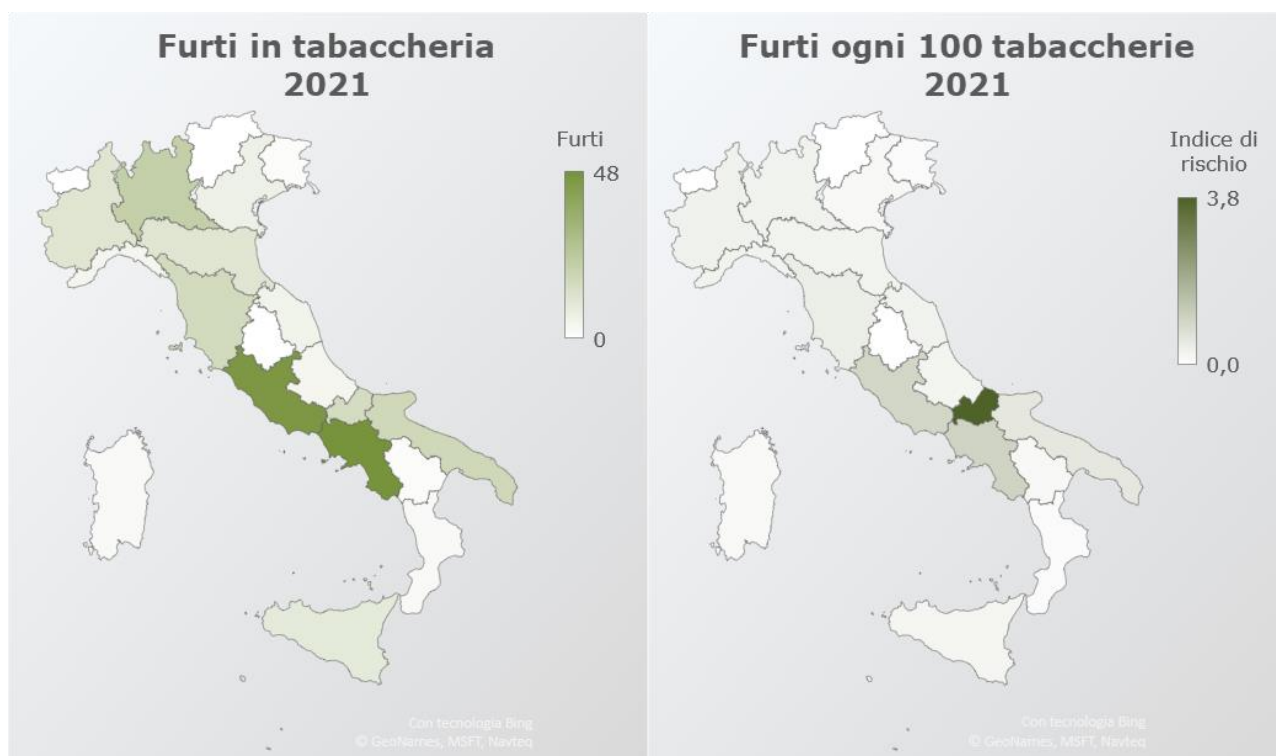 Furti in tabaccheria
2021
Furti
48
0
Con tecnologia Bing
© GeoNames, MSFT, Navteq
Furti ogni 100 tabaccherie
2021
Indice di
rischio
3,8
0,0
Con tecnologia Bing
© GeoNames, MSFT, Navteq